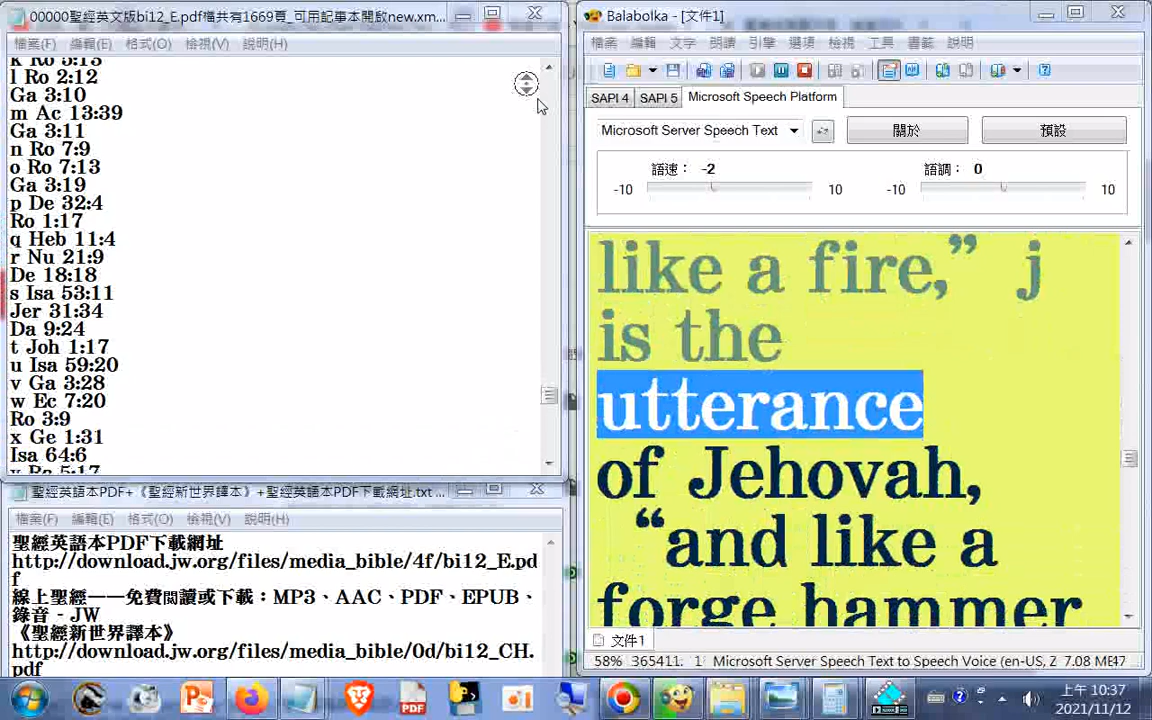 00000聖經英文版bi12_E.pdf檔共有1669頁_可用記事本開啟new.xm...
檔案(F) 編輯(E) 格式(O) 檢視(V) 說明(H)
k Ro 5:13
l Ro 2:12
Ga 3:10
m Ac 13:39
Ga 3:11
n Ro 7:9
o Ro 7:13
Ga 3:19
p De 32:4
Ro 1:17
q Heb 11:4
r Nu 21:9
De 18:18
s Isa 53:11
Jer 31:34
Da 9:24
t Joh 1:17
u Isa 59:20
v Ga 3:28
w Ec 7:20
Ro 3:9
x Ge 1:31
Isa 64:6
y Ro 5:17
聖經英語本PDF+《聖經新世界譯本》+聖經英語本PDF下載網址.txt ...
檔案(F) 編輯(E) 格式(O) 檢視(V) 說明(H)
聖經英語本PDF下載網址
http://download.jw.org/files/media_bible/4f/bi12_E.pd
f
線上聖經——免費閱讀或下載：MP3、AAC、PDF、EPUB、
錄音 - JW
《聖經新世界譯本》
http://download.jw.org/files/media_bible/0d/bi12_CH.
pdf
Balabolka - [文件1]
檔案 編輯 文字 朗讀 引擎 選項 檢視 工具 書籤 說明
SAPI 4 SAPI 5 Microsoft Speech Platform
Microsoft Server Speech Text 關於 預設
語速： -2 語調： 0
-10 10 -10 10
like a fire,” j
is the
utterance
of Jehovah,
“and like a
forge hammer
文件1
58% 365411. 1 Microsoft Server Speech Text to Speech Voice (en-US, Z 7.08 MB 47
上午 10:37
2021/11/12